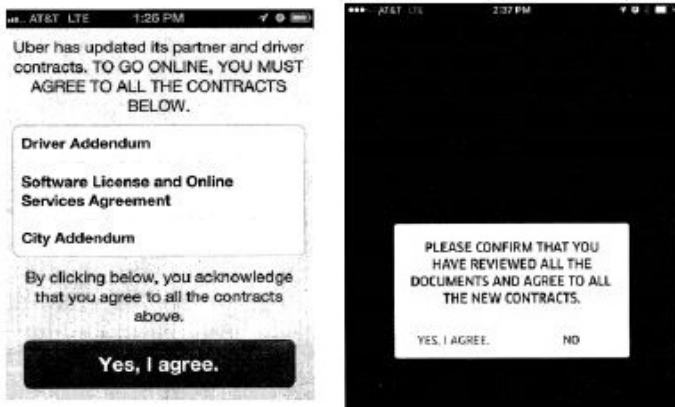 AT&T LTE 1:26 PM
Uber has updated its partner and driver
contracts. TO GO ONLINE, YOU MUST
AGREE TO ALL THE CONTRACTS
BELOW.
Driver Addendum
Software License and Online
Services Agreement
City Addendum
By clicking below, you acknowledge
that you agree to all the contracts
above.
Yes, I agree.
AT&T LTE 2:37 PM
PLEASE CONFIRM THAT YOU
HAVE REVIEWED ALL THE
DOCUMENTS AND AGREE TO ALL
THE NEW CONTRACTS.
YES, I AGREE. NO